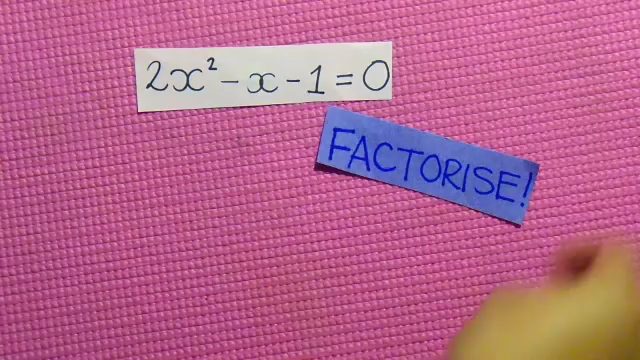 2x² - x - 1 = 0
FACTORISE!